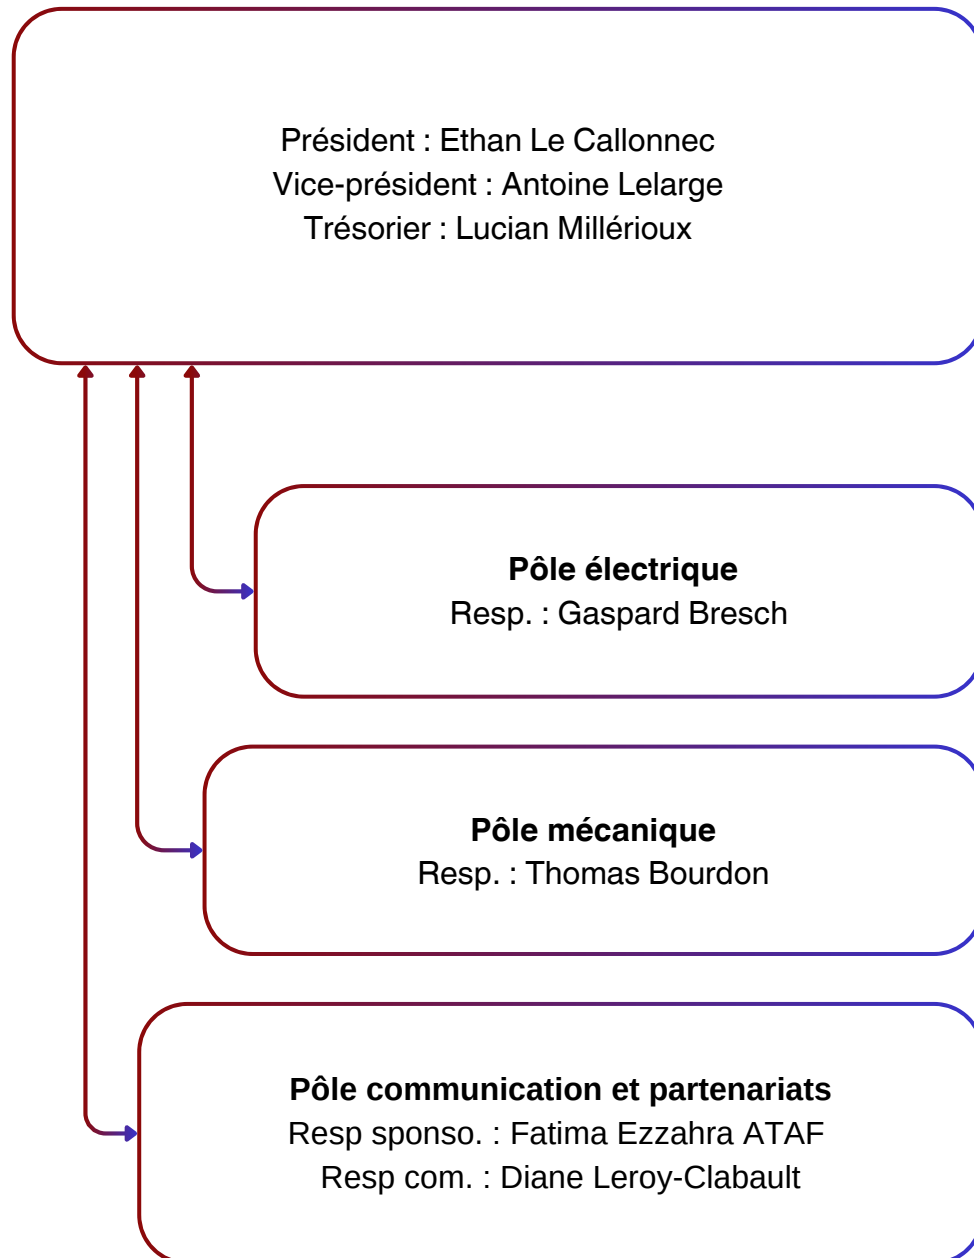 Président : Ethan Le Callonnec
Vice-président : Antoine Lelarge
Trésorier : Lucian Millérioux
Pôle électrique
Resp. : Gaspard Bresch
Pôle mécanique
Resp. : Thomas Bourdon
Pôle communication et partenariats
Resp sponso. : Fatima Ezzahra ATAF
Resp com. : Diane Leroy-Clabault